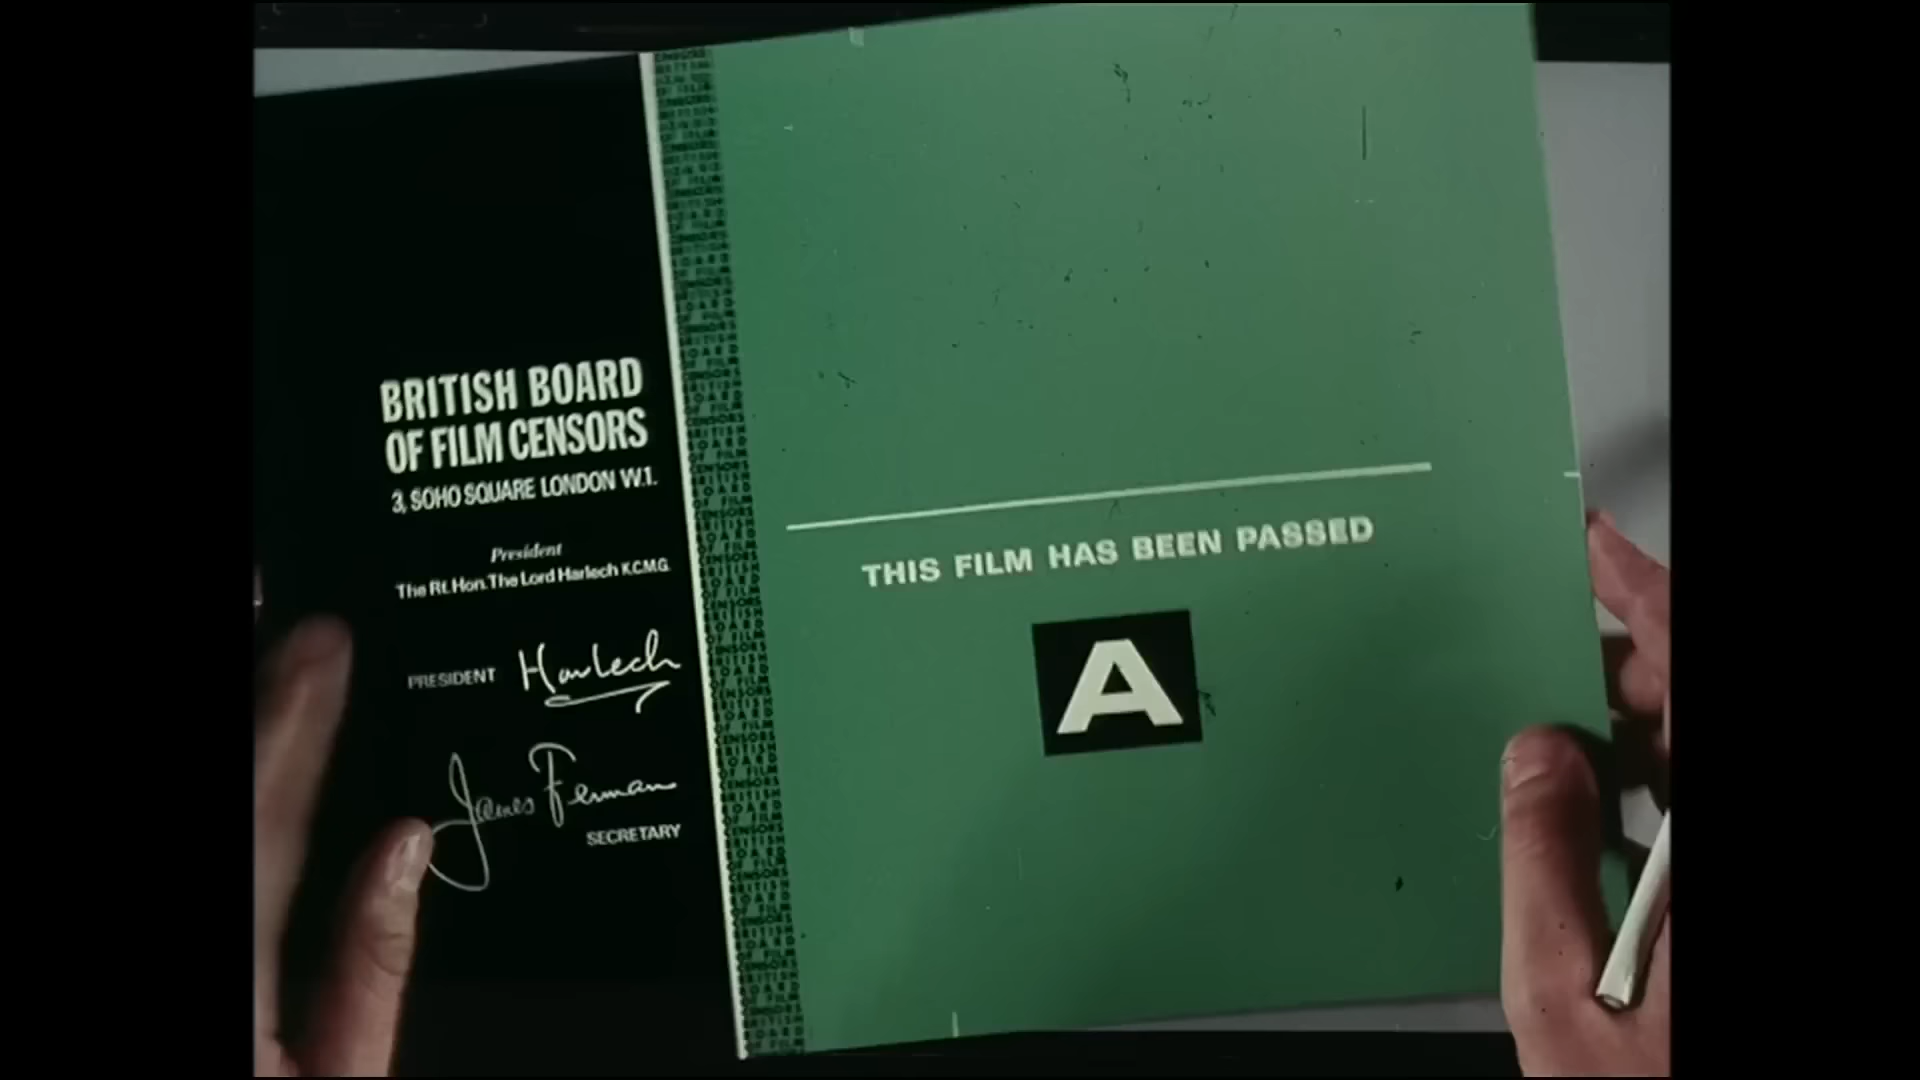 BRITISH BOARD
OF FILM CENSORS
3, SOHO SQUARE LONDON W.1.
President
The Rt. Hon. The Lord Harlech K.C.M.G.
PRESIDENT Harlech
James Ferman
SECRETARY
THIS FILM HAS BEEN PASSED
A